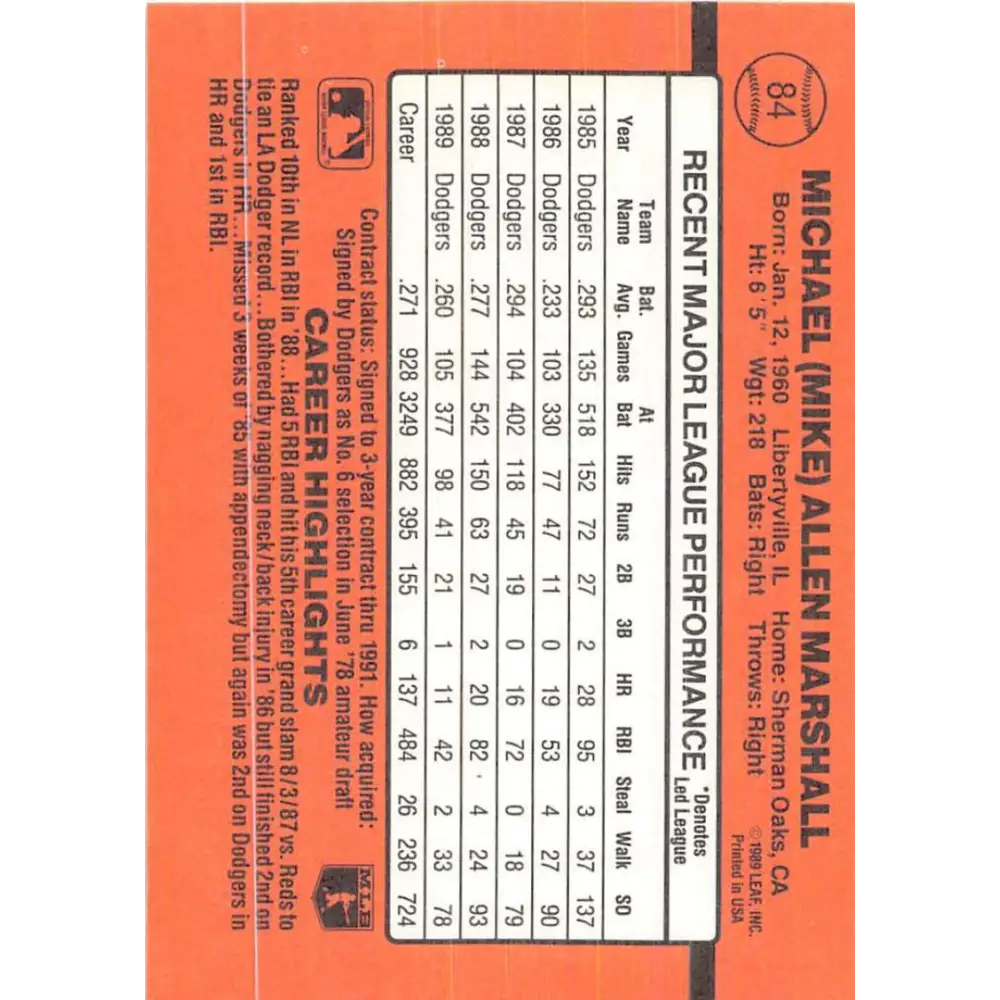 84
MICHAEL (MIKE) ALLEN MARSHALL
Born: Jan. 12, 1960 Libertyville, IL Home: Sherman Oaks, CA
Ht: 6'5" Wgt: 218 Bats: Right Throws: Right
© 1989 LEAF, INC.
Printed in USA
RECENT MAJOR LEAGUE PERFORMANCE *Denotes Led League
Year Team Name Bat. Avg. Games At Bat Hits Runs 2B 3B HR RBI Steal Walk SO
1985 Dodgers .293 135 518 152 72 27 2 28 95 3 37 137
1986 Dodgers .233 103 330 77 47 11 0 19 53 4 27 90
1987 Dodgers .294 104 402 118 45 19 0 16 72 0 18 79
1988 Dodgers .277 144 542 150 63 27 2 20 82 4 24 93
1989 Dodgers .260 105 377 98 41 21 1 11 42 2 33 78
Career .271 928 3249 882 395 155 6 137 484 26 236 724
Contract status: Signed to 3-year contract thru 1991. How acquired:
Signed by Dodgers as No. 6 selection in June '78 amateur draft
MLB
CAREER HIGHLIGHTS
Ranked 10th in NL in RBI in '88...Had 5 RBI and hit his 5th career grand slam 8/3/87 vs. Reds to
tie an LA Dodger record...Bothered by nagging neck/back injury in '86 but still finished 2nd on
Dodgers in HR...Missed 3 weeks of '85 with appendectomy but again was 2nd on Dodgers in
HR and 1st in RBI.